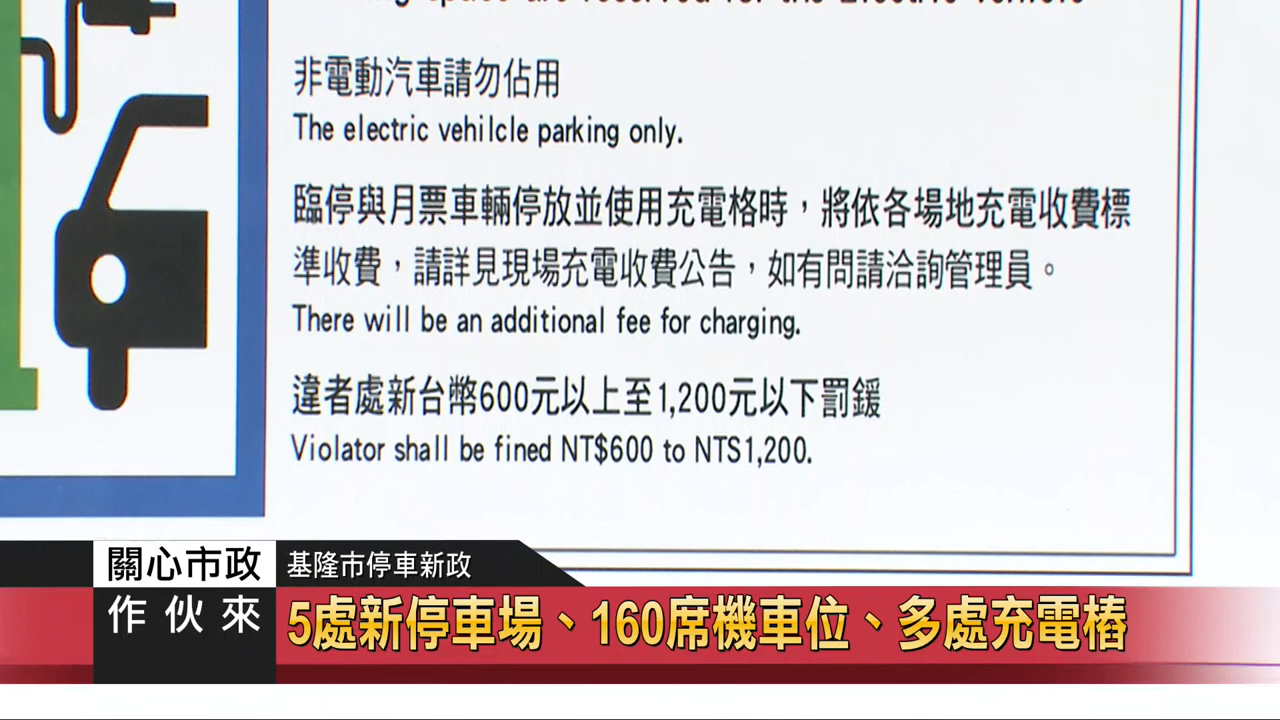 space are reserved for the Electric
非電動汽車請勿佔用
The electric vehilcle parking only.
臨停與月票車輛停放並使用充電格時，將依各場地充電收費標
準收費，請詳見現場充電收費公告，如有問請洽詢管理員。
There will be an additional fee for charging.
違者處新台幣600元以上至1,200元以下罰鍰
Violator shall be fined NT$600 to NTS1,200.
關心市政
作伙來
基隆市停車新政
5處新停車場、160席機車位、多處充電樁